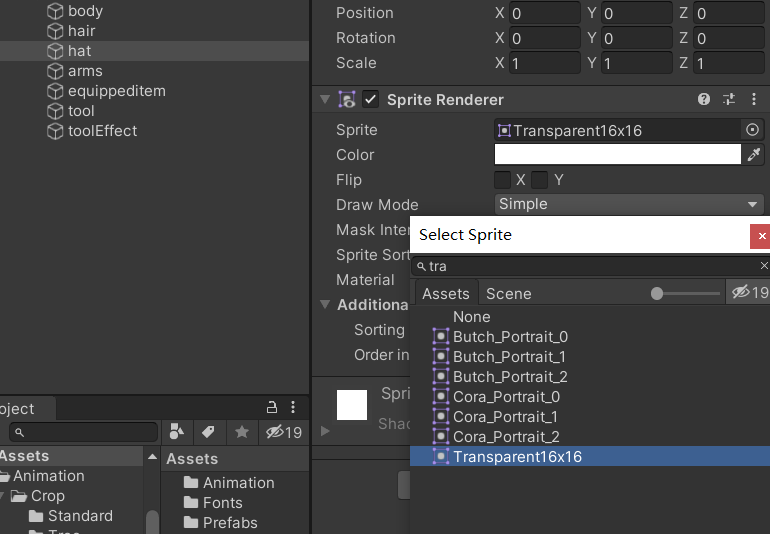 body
hair
hat
arms
equippeditem
tool
toolEffect
Position X 0 Y 0 Z 0
Rotation X 0 Y 0 Z 0
Scale X 1 Y 1 Z 1
Sprite Renderer
Sprite Transparent16x16
Color
Flip X Y
Draw Mode Simple
Mask Inter
Sprite Sort
Material
Additiona
Sorting
Order in
Spri
Shad
Select Sprite
tra
Assets Scene 19
None
Butch_Portrait_0
Butch_Portrait_1
Butch_Portrait_2
Cora_Portrait_0
Cora_Portrait_1
Cora_Portrait_2
Transparent16x16
oject
19
Assets
Animation
Crop
Standard
Assets
Animation
Fonts
Prefabs